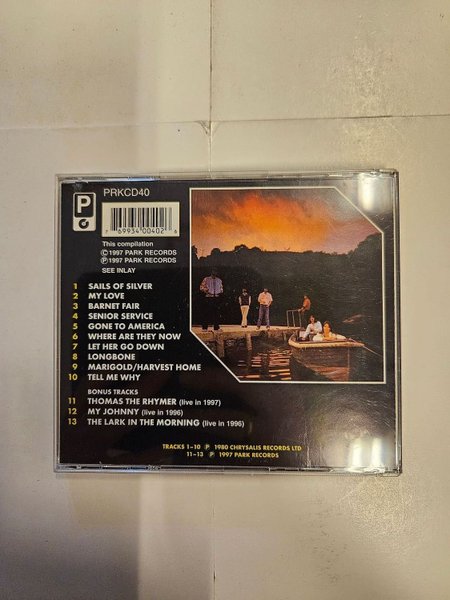 P
PRKCD40
7 69934 00402 6
This compilation
© 1997 PARK RECORDS
℗ 1997 PARK RECORDS
SEE INLAY
1 SAILS OF SILVER
2 MY LOVE
3 BARNET FAIR
4 SENIOR SERVICE
5 GONE TO AMERICA
6 WHERE ARE THEY NOW
7 LET HER GO DOWN
8 LONGBONE
9 MARIGOLD/HARVEST HOME
10 TELL ME WHY
BONUS TRACKS
11 THOMAS THE RHYMER (live in 1997)
12 MY JOHNNY (live in 1996)
13 THE LARK IN THE MORNING (live in 1996)
TRACKS 1-10 ℗ 1980 CHRYSALIS RECORDS LTD
11-13 ℗ 1997 PARK RECORDS